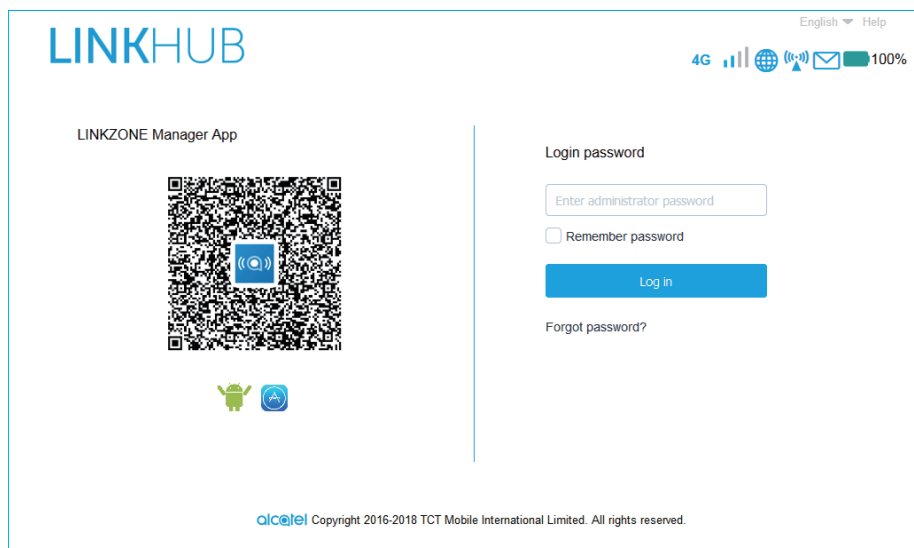 English Help
LINKHUB
4G 100%
LINKZONE Manager App
Login password
Enter administrator password
Remember password
Log in
Forgot password?
alcatel Copyright 2016-2018 TCT Mobile International Limited. All rights reserved.